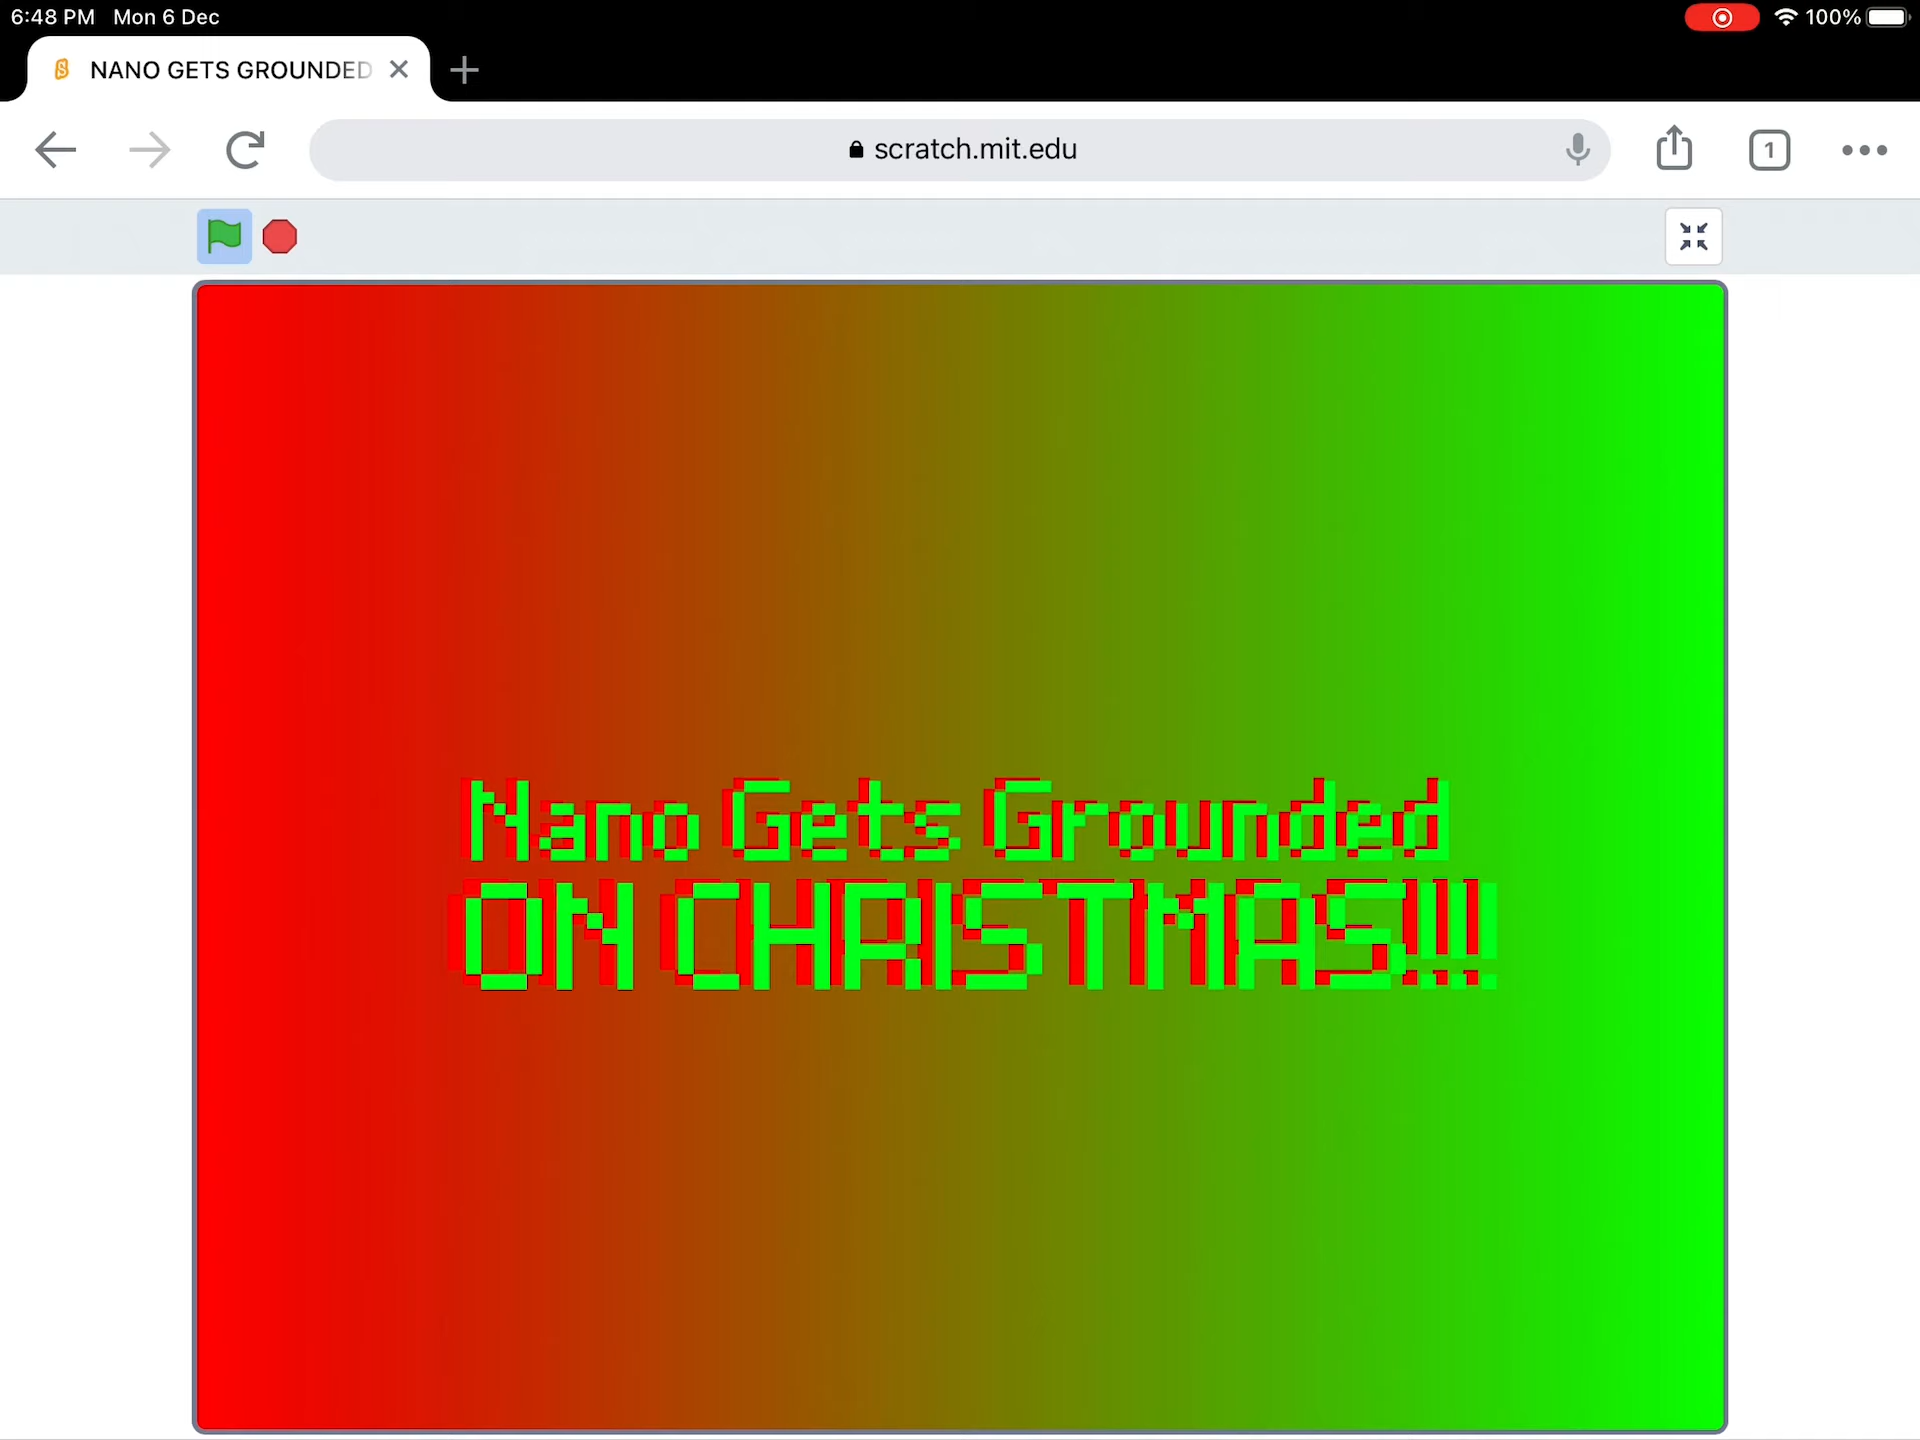 6:48 PM Mon 6 Dec
100%
NANO GETS GROUNDED
scratch.mit.edu
1
Nano Gets Grounded
ON CHRISTMAS!!!